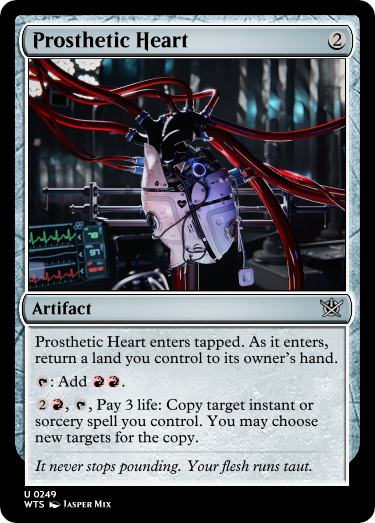 Prosthetic Heart 2
Artifact
Prosthetic Heart enters tapped. As it enters,
return a land you control to its owner's hand.
: Add .
2 , , Pay 3 life: Copy target instant or
sorcery spell you control. You may choose
new targets for the copy.
It never stops pounding. Your flesh runs taut.
U 0249
WTS Jasper Mix